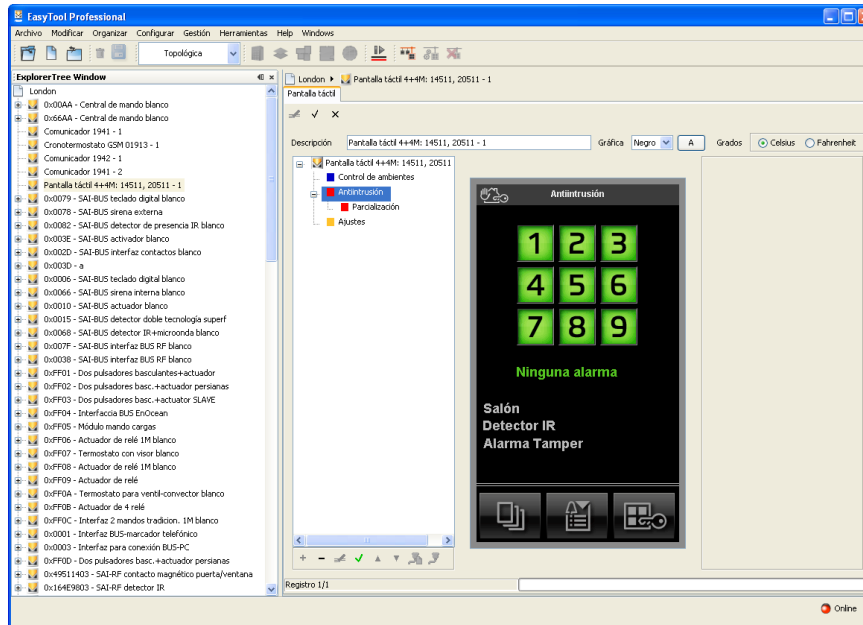 EasyTool Professional
Archivo Modificar Organizar Configurar Gestión Herramientas Help Windows
Topológica
ExplorerTree Window
London
0x00AA - Central de mando blanco
0x66AA - Central de mando blanco
Comunicador 1941 - 1
Cronotermostato GSM 01913 - 1
Comunicador 1942 - 1
Comunicador 1941 - 2
Pantalla táctil 4+4M: 14511, 20511 - 1
0x0079 - SAI-BUS teclado digital blanco
0x0078 - SAI-BUS sirena externa
0x0082 - SAI-BUS detector de presencia IR blanco
0x003E - SAI-BUS activador blanco
0x002D - SAI-BUS interfaz contactos blanco
0x003D - a
0x0006 - SAI-BUS teclado digital blanco
0x0066 - SAI-BUS sirena interna blanco
0x0010 - SAI-BUS actuador blanco
0x0015 - SAI-BUS detector doble tecnología superf
0x0068 - SAI-BUS detector IR+microonda blanco
0x007F - SAI-BUS interfaz BUS RF blanco
0x0038 - SAI-BUS interfaz BUS RF blanco
0xFF01 - Dos pulsadores basculantes+actuador
0xFF02 - Dos pulsadores basc.+actuador persianas
0xFF03 - Dos pulsadores basc.+actuator SLAVE
0xFF04 - Interfaccia BUS EnOcean
0xFF05 - Módulo mando cargas
0xFF06 - Actuador de relé 1M blanco
0xFF07 - Termostato con visor blanco
0xFF08 - Actuador de relé 1M blanco
0xFF09 - Actuador de relé
0xFF0A - Termostato para ventil-convector blanco
0xFF0B - Actuador de 4 relé
0xFF0C - Interfaz 2 mandos tradicion. 1M blanco
0x0001 - Interfaz BUS-marcador telefónico
0x0003 - Interfaz para conexión BUS-PC
0xFF0D - Dos pulsadores basc.+actuador persianas
0x49511403 - SAI-RF contacto magnético puerta/ventana
0x164E9803 - SAI-RF detector IR
London Pantalla táctil 4+4M: 14511, 20511 - 1
Pantalla táctil
Descripción Pantalla táctil 4+4M: 14511, 20511 - 1 Gráfica Negro A Grados Celsius Fahrenheit
Pantalla táctil 4+4M: 14511, 20511
Control de ambientes
Antiintrusión
Parcialización
Ajustes
Antiintrusión
1 2 3
4 5 6
7 8 9
Ninguna alarma
Salón
Detector IR
Alarma Tamper
Registro 1/1
Online